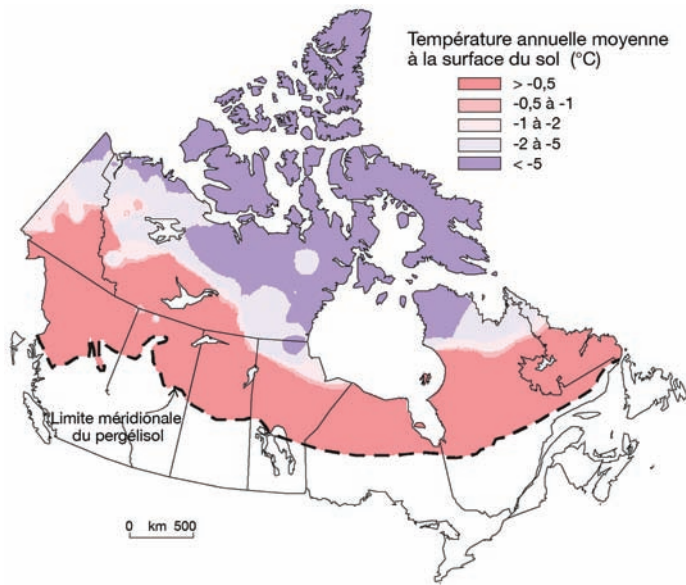 Température annuelle moyenne
à la surface du sol (°C)
> -0,5
-0,5 à -1
-1 à -2
-2 à -5
< -5
Limite méridionale
du pergélisol
0 km 500